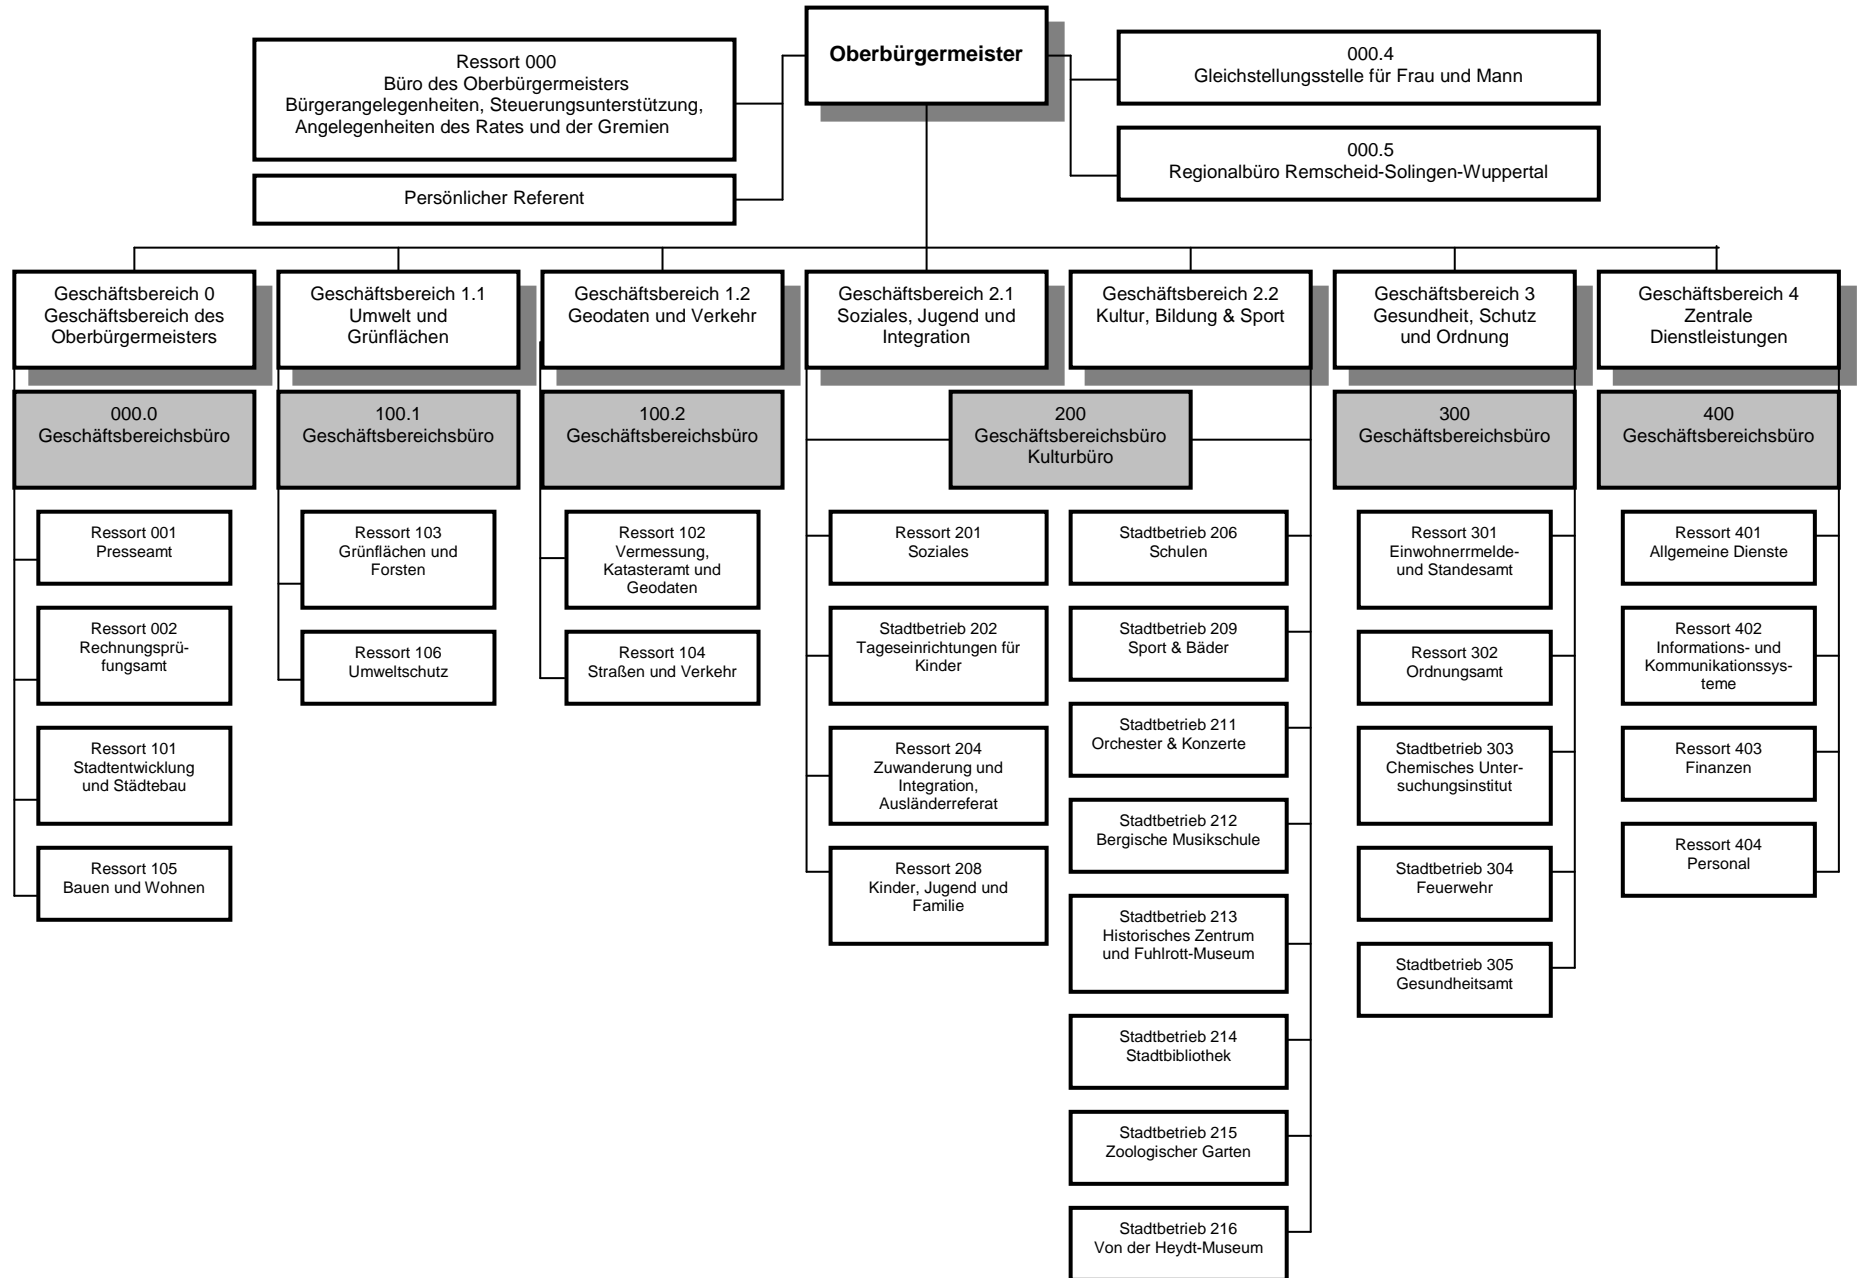 Oberbürgermeister
Ressort 000
Büro des Oberbürgermeisters
Bürgerangelegenheiten, Steuerungsunterstützung,
Angelegenheiten des Rates und der Gremien
Persönlicher Referent
000.4
Gleichstellungsstelle für Frau und Mann
000.5
Regionalbüro Remscheid-Solingen-Wuppertal
Geschäftsbereich 0
Geschäftsbereich des
Oberbürgermeisters
Geschäftsbereich 1.1
Umwelt und
Grünflächen
Geschäftsbereich 1.2
Geodaten und Verkehr
Geschäftsbereich 2.1
Soziales, Jugend und
Integration
Geschäftsbereich 2.2
Kultur, Bildung & Sport
Geschäftsbereich 3
Gesundheit, Schutz
und Ordnung
Geschäftsbereich 4
Zentrale
Dienstleistungen
000.0
Geschäftsbereichsbüro
100.1
Geschäftsbereichsbüro
100.2
Geschäftsbereichsbüro
200
Geschäftsbereichsbüro
Kulturbüro
300
Geschäftsbereichsbüro
400
Geschäftsbereichsbüro
Ressort 001
Presseamt
Ressort 002
Rechnungsprü-
fungsamt
Ressort 101
Stadtentwicklung
und Städtebau
Ressort 105
Bauen und Wohnen
Ressort 103
Grünflächen und
Forsten
Ressort 106
Umweltschutz
Ressort 102
Vermessung,
Katasteramt und
Geodaten
Ressort 104
Straßen und Verkehr
Ressort 201
Soziales
Stadtbetrieb 202
Tageseinrichtungen für
Kinder
Ressort 204
Zuwanderung und
Integration,
Ausländerreferat
Ressort 208
Kinder, Jugend und
Familie
Stadtbetrieb 206
Schulen
Stadtbetrieb 209
Sport & Bäder
Stadtbetrieb 211
Orchester & Konzerte
Stadtbetrieb 212
Bergische Musikschule
Stadtbetrieb 213
Historisches Zentrum
und Fuhlrott-Museum
Stadtbetrieb 214
Stadtbibliothek
Stadtbetrieb 215
Zoologischer Garten
Stadtbetrieb 216
Von der Heydt-Museum
Ressort 301
Einwohnerrmelde-
und Standesamt
Ressort 302
Ordnungsamt
Stadtbetrieb 303
Chemisches Unter-
suchungsinstitut
Stadtbetrieb 304
Feuerwehr
Stadtbetrieb 305
Gesundheitsamt
Ressort 401
Allgemeine Dienste
Ressort 402
Informations- und
Kommunikationssys-
teme
Ressort 403
Finanzen
Ressort 404
Personal